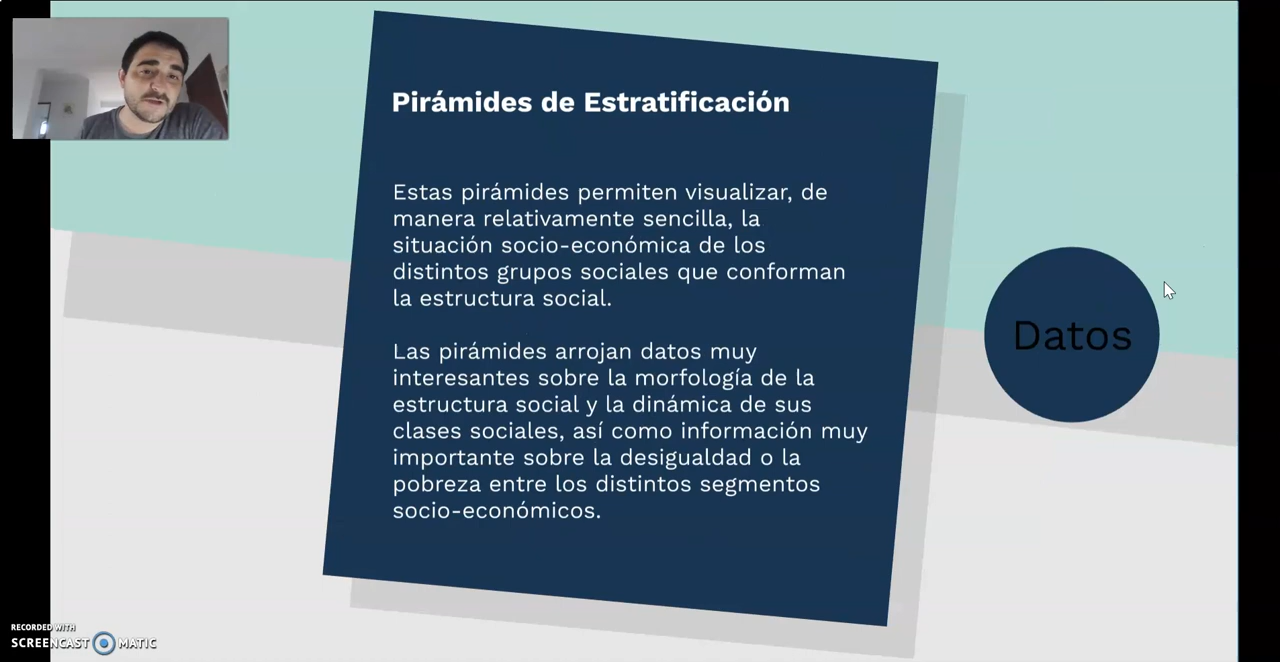 Pirámides de Estratificación
Estas pirámides permiten visualizar, de
manera relativamente sencilla, la
situación socio-económica de los
distintos grupos sociales que conforman
la estructura social.
Las pirámides arrojan datos muy
interesantes sobre la morfología de la
estructura social y la dinámica de sus
clases sociales, así como información muy
importante sobre la desigualdad o la
pobreza entre los distintos segmentos
socio-económicos.
Datos
RECORDED WITH
SCREENCAST MATIC